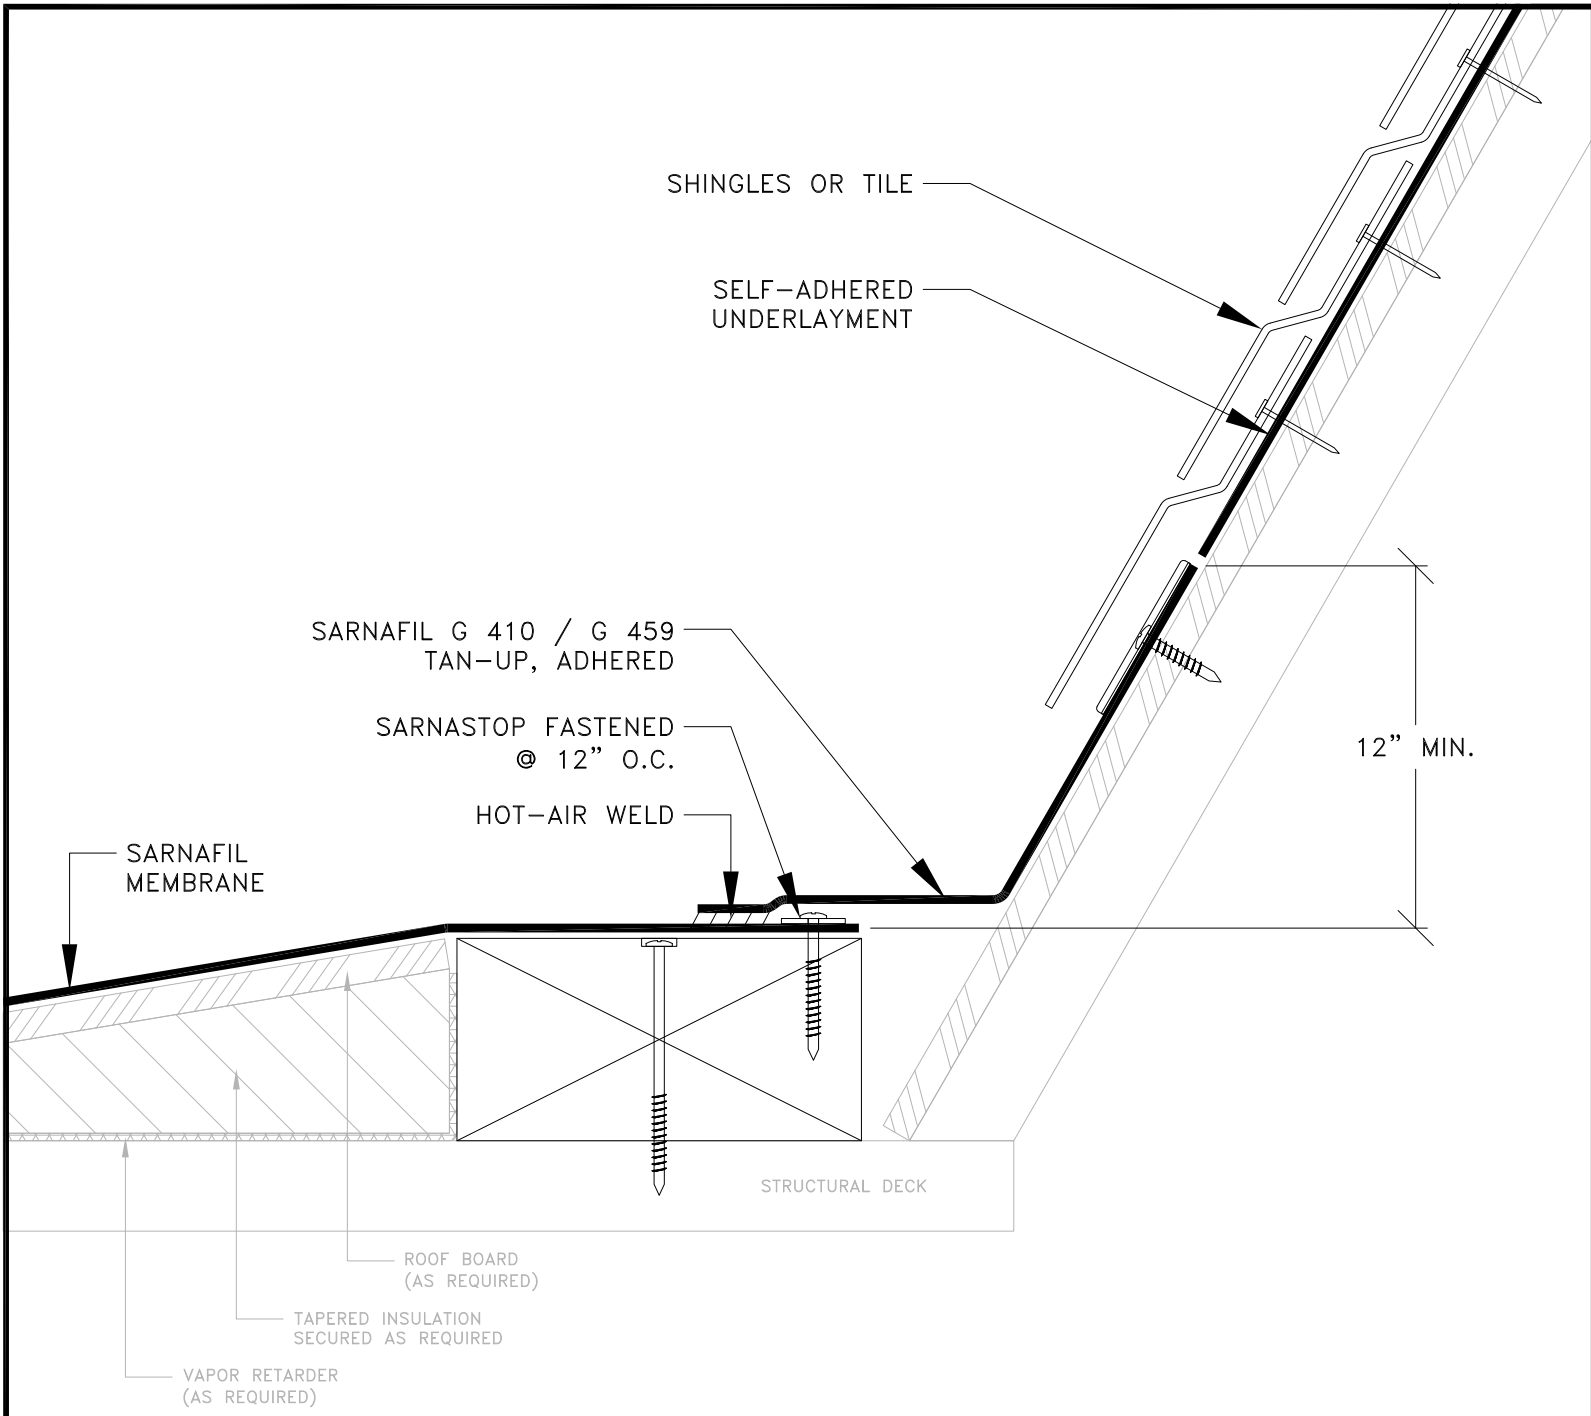 SHINGLES OR TILE
SELF-ADHERED
UNDERLAYMENT
SARNAFIL G 410 / G 459
TAN-UP, ADHERED
SARNASTOP FASTENED
@ 12" O.C.
12" MIN.
HOT-AIR WELD
SARNAFIL
MEMBRANE
STRUCTURAL DECK
ROOF BOARD
(AS REQUIRED)
TAPERED INSULATION
SECURED AS REQUIRED
VAPOR RETARDER
(AS REQUIRED)